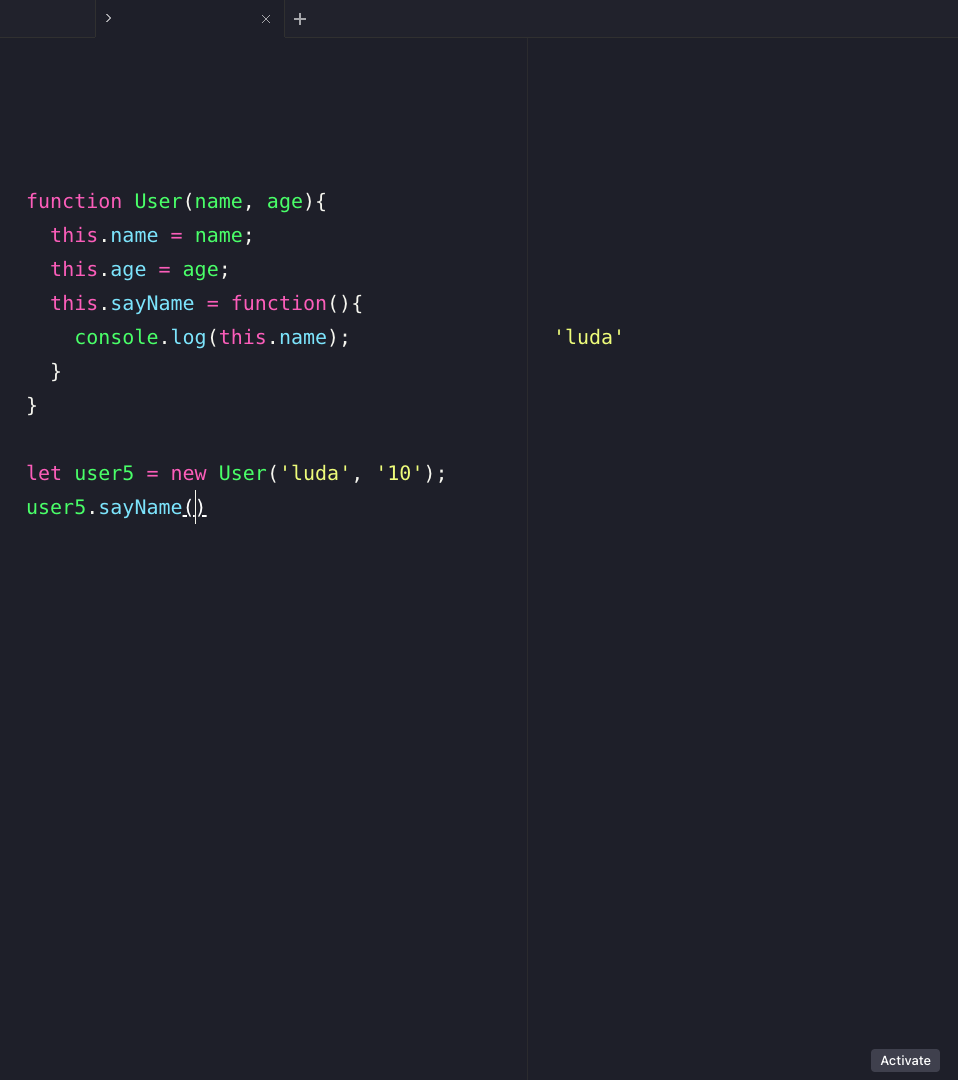 function User(name, age){
  this.name = name;
  this.age = age;
  this.sayName = function(){
    console.log(this.name);
'luda'
  }
}
let user5 = new User('luda', '10');
user5.sayName()
Activate